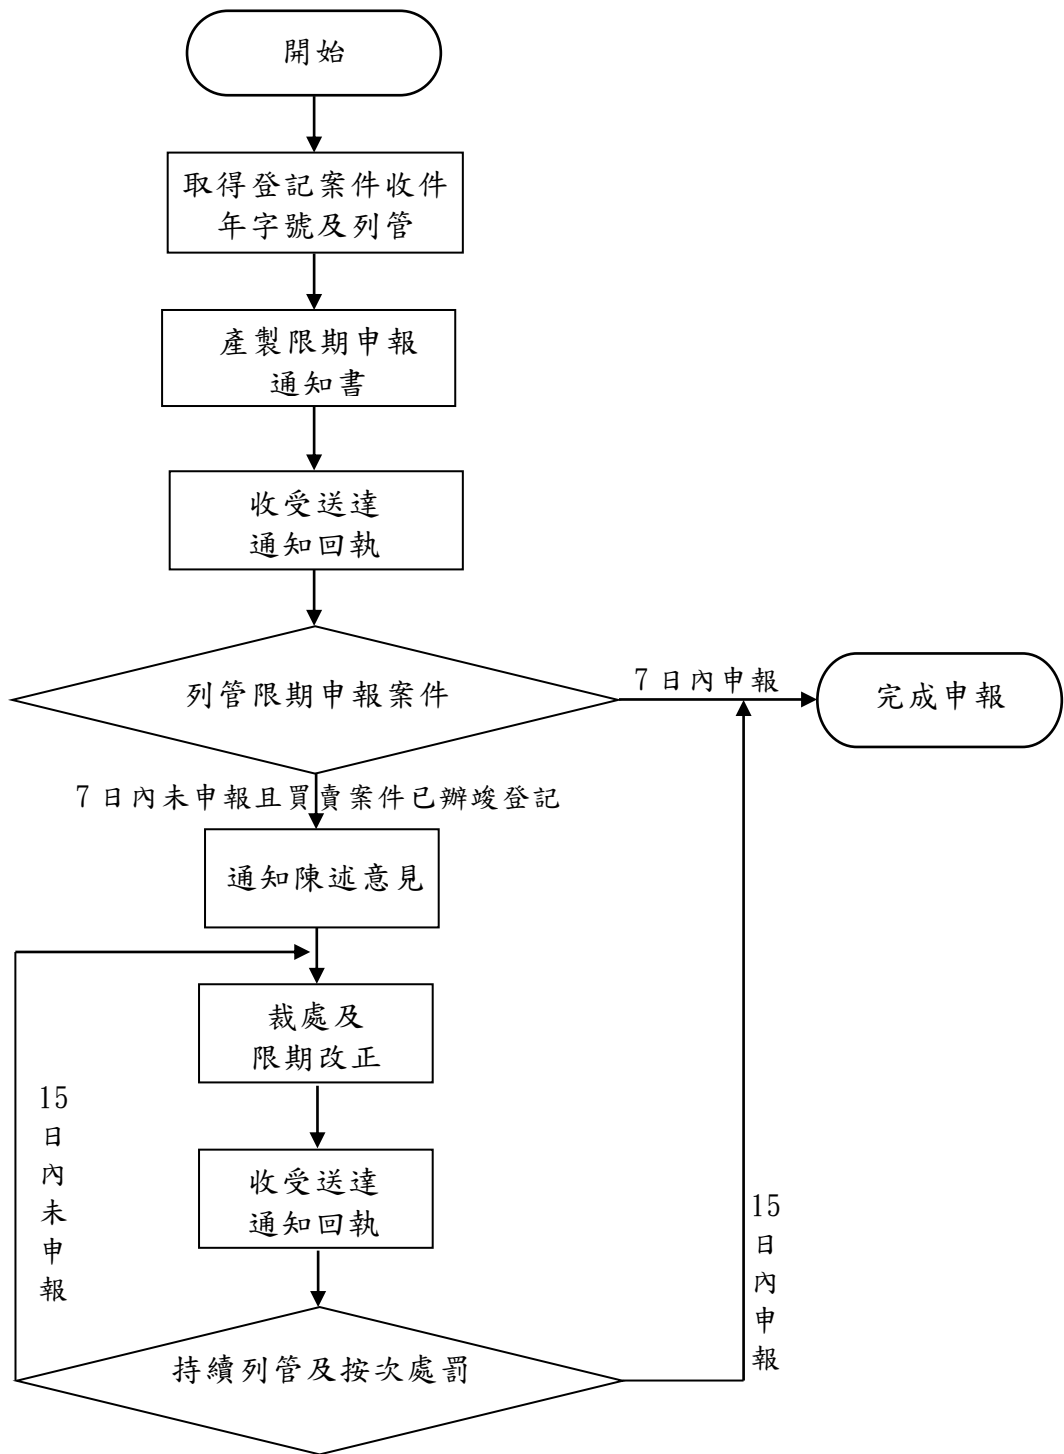 開始
取得登記案件收件
年字號及列管
產製限期申報
通知書
收受送達
通知回執
列管限期申報案件
7日內申報
完成申報
7日內未申報且買賣案件已辦竣登記
通知陳述意見
裁處及
限期改正
15
日
內
未
申
報
收受送達
通知回執
15
日
內
申
報
持續列管及按次處罰